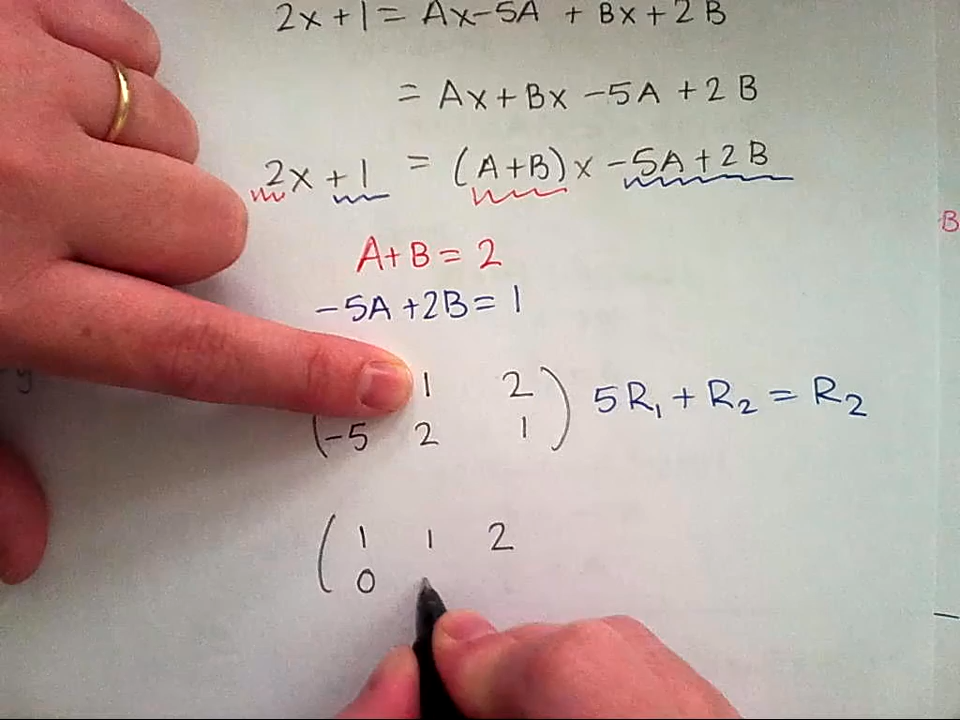 2x+1 = Ax-5A + Bx+2B
= Ax+Bx -5A +2B
2x +1 = (A+B)x -5A+2B
B
A+B = 2
-5A +2B = 1
1 2 ) 5R₁ + R₂ = R₂
(-5 2 1
( 1 1 2
0